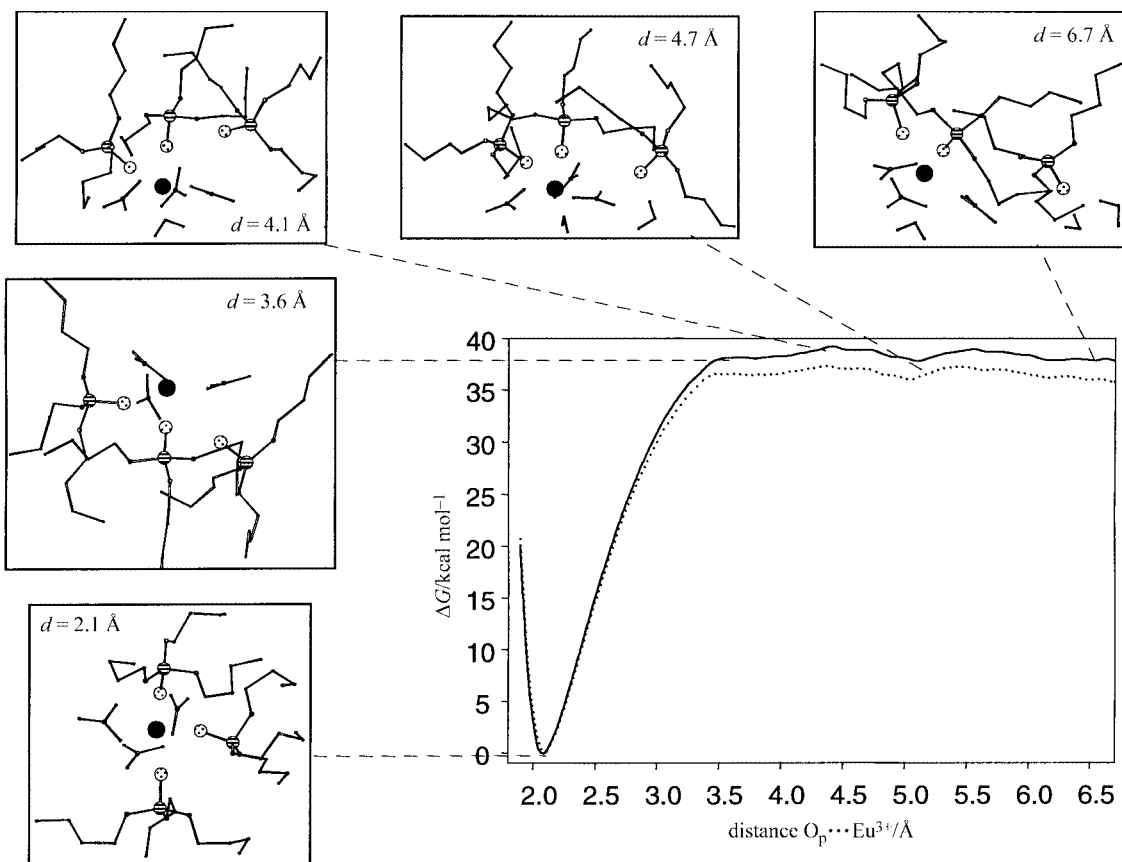 d = 4.1 Å
d = 4.7 Å
d = 6.7 Å
d = 3.6 Å
d = 2.1 Å
40
35
30
25
20
15
10
5
0
ΔG/kcal mol⁻¹
2.0 2.5 3.0 3.5 4.0 4.5 5.0 5.5 6.0 6.5
distance Oₚ···Eu³⁺/Å